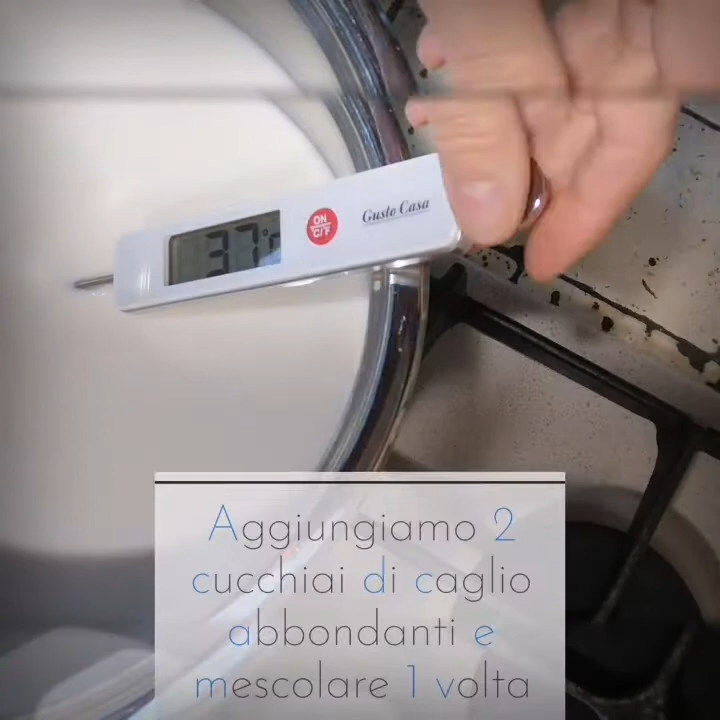 37°
ON
C/F
Gusto Casa
Aggiungiamo 2
cucchiai di caglio
abbondanti e
mescolare 1 volta